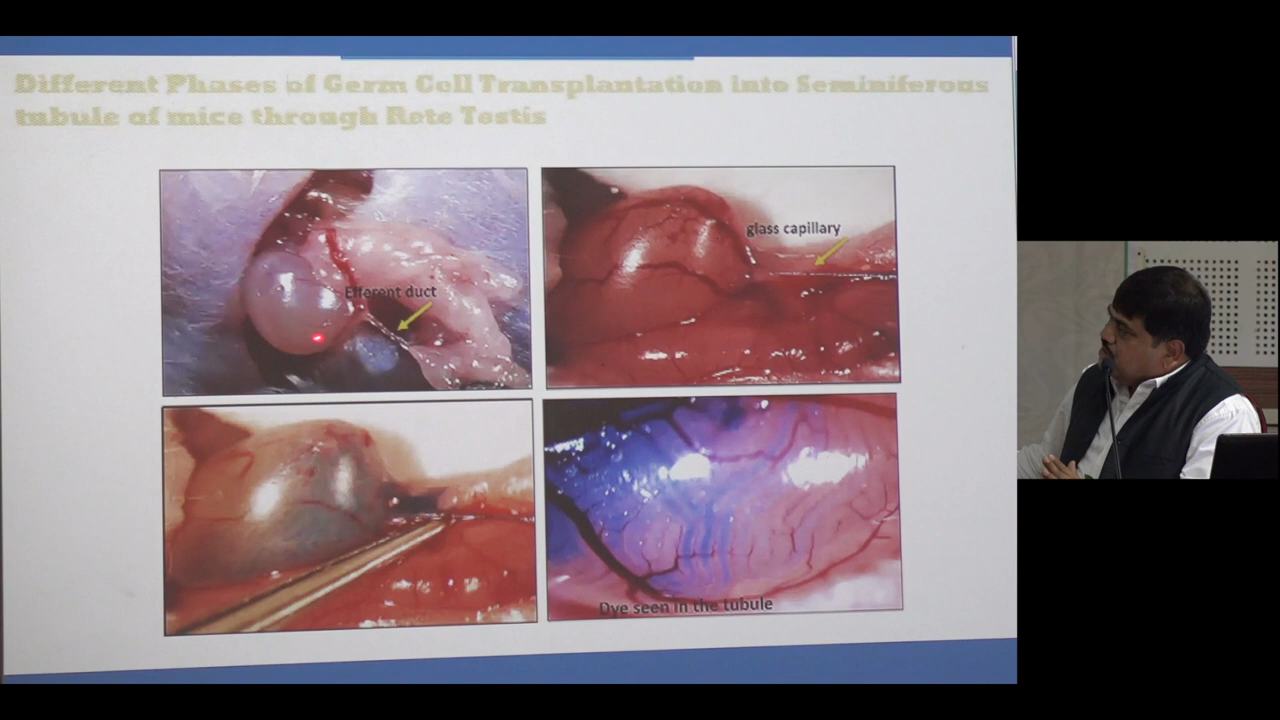 Different Phases of Germ Cell Transplantation into Seminiferous
tubule of mice through Rete Testis
Efferent duct
glass capillary
Dye seen in the tubule